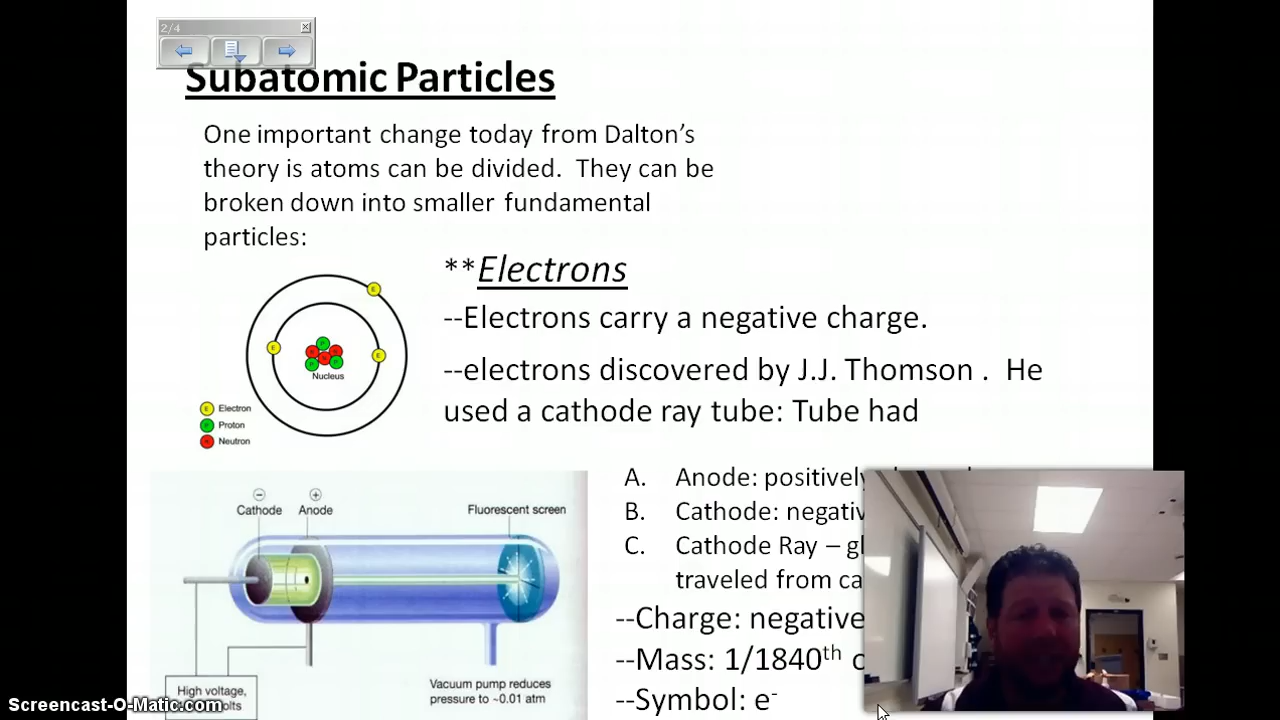 2/4
Subatomic Particles
One important change today from Dalton's
theory is atoms can be divided. They can be
broken down into smaller fundamental
particles:
**Electrons
--Electrons carry a negative charge.
--electrons discovered by J.J. Thomson . He
used a cathode ray tube: Tube had
E
E
E
P
N
N
N
P
P
Nucleus
E Electron
P Proton
N Neutron
A. Anode: positively
B. Cathode: negativ
C. Cathode Ray – gl
traveled from ca
--Charge: negative
--Mass: 1/1840th
--Symbol: e-
− +
Cathode Anode Fluorescent screen
High voltage,
Vacuum pump reduces
pressure to ~0.01 atm
Screencast-O-Matic.com